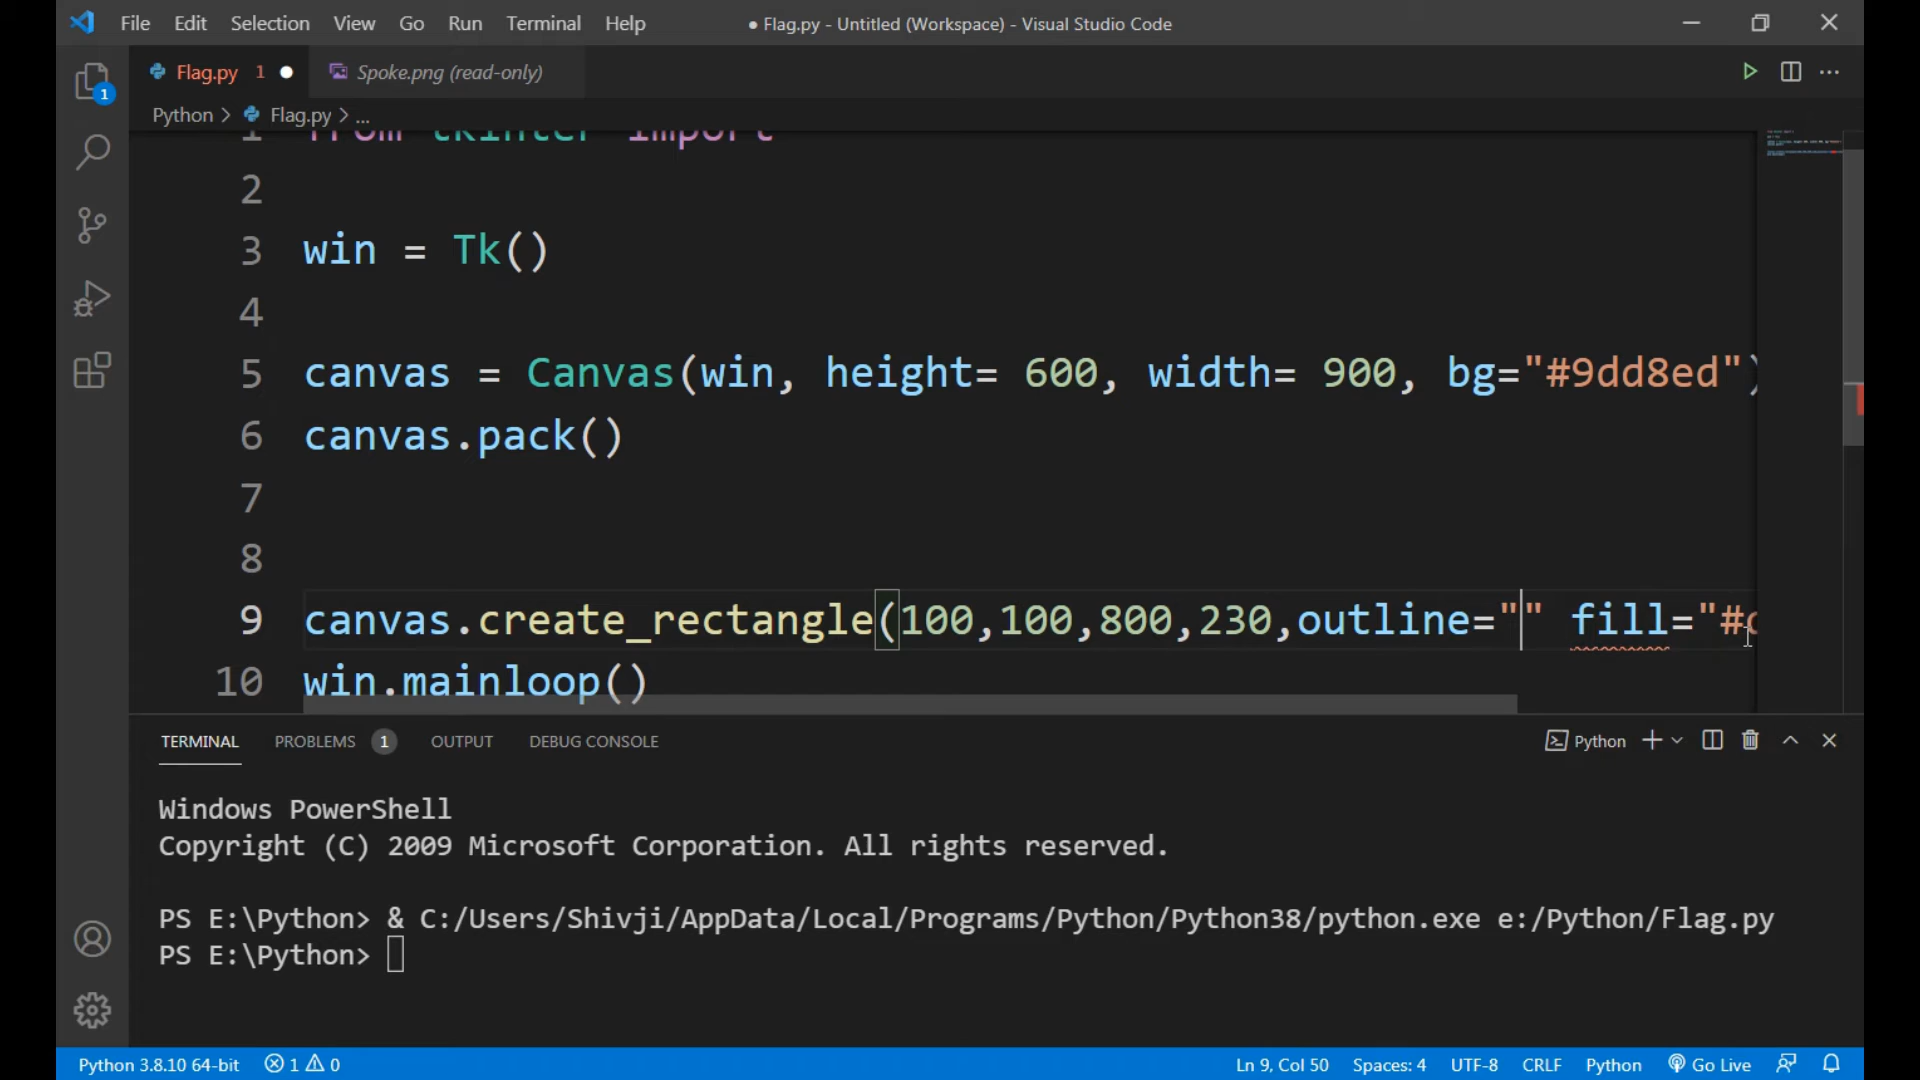 File Edit Selection View Go Run Terminal Help ● Flag.py - Untitled (Workspace) - Visual Studio Code
Flag.py 1 ● Spoke.png (read-only)
1
Python > Flag.py > ...
1 from tkinter import
2
3 win = Tk()
4
5 canvas = Canvas(win, height= 600, width= 900, bg="#9dd8ed")
6 canvas.pack()
7
8
9 canvas.create_rectangle(100,100,800,230,outline="" fill="#
10 win.mainloop()
TERMINAL PROBLEMS 1 OUTPUT DEBUG CONSOLE Python
Windows PowerShell
Copyright (C) 2009 Microsoft Corporation. All rights reserved.
PS E:\Python> & C:/Users/Shivji/AppData/Local/Programs/Python/Python38/python.exe e:/Python/Flag.py
PS E:\Python>
Python 3.8.10 64-bit 1 0 Ln 9, Col 50 Spaces: 4 UTF-8 CRLF Python Go Live